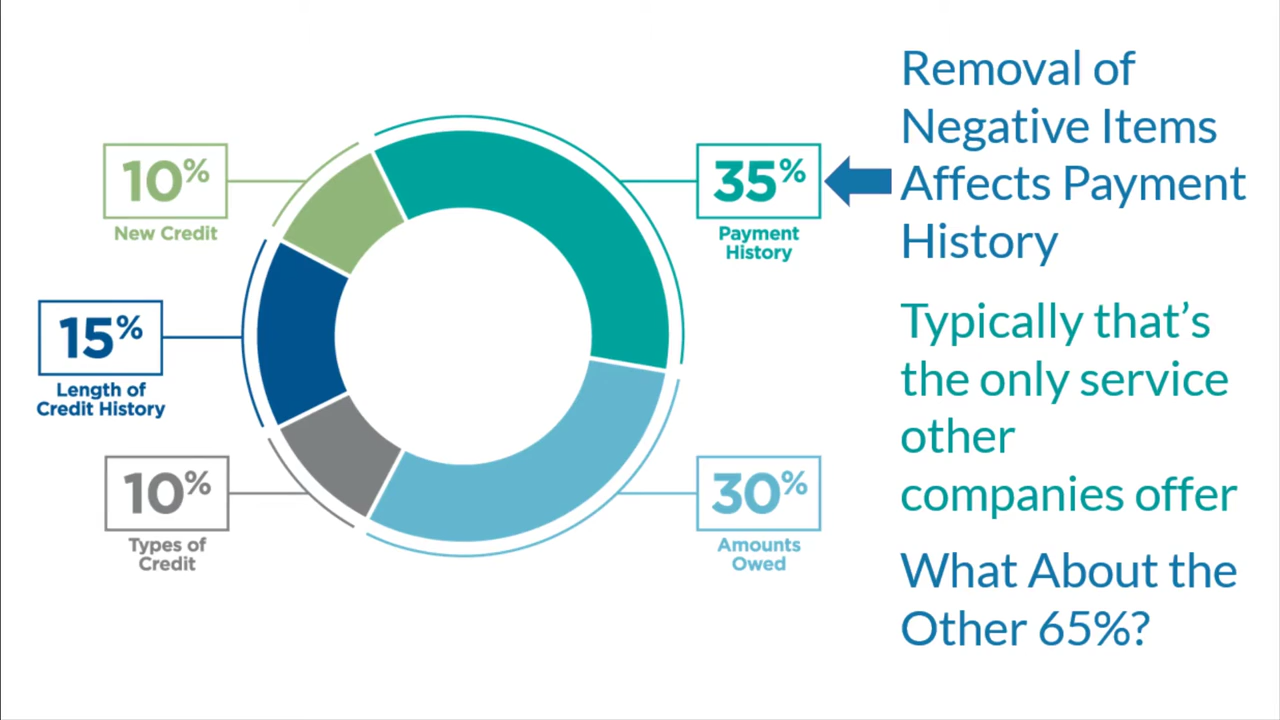 10%
New Credit
15%
Length of
Credit History
10%
Types of
Credit
35%
Payment
History
30%
Amounts
Owed
Removal of
Negative Items
Affects Payment
History
Typically that’s
the only service
other
companies offer
What About the
Other 65%?